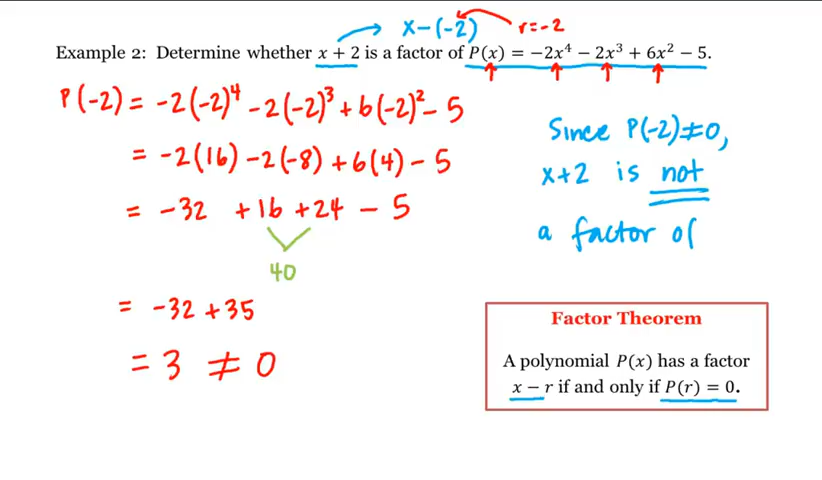 x−(−2) r=−2
Example 2: Determine whether x + 2 is a factor of P(x) = −2x⁴ − 2x³ + 6x² − 5.
P(−2) = −2(−2)⁴ −2(−2)³ +6(−2)² − 5
= −2(16) −2(−8) +6(4) − 5
= −32 +16 +24 − 5
40
= −32 +35
= 3 ≠ 0
Since P(−2)≠0,
x+2 is not
a factor of
Factor Theorem
A polynomial P(x) has a factor
x − r if and only if P(r) = 0.